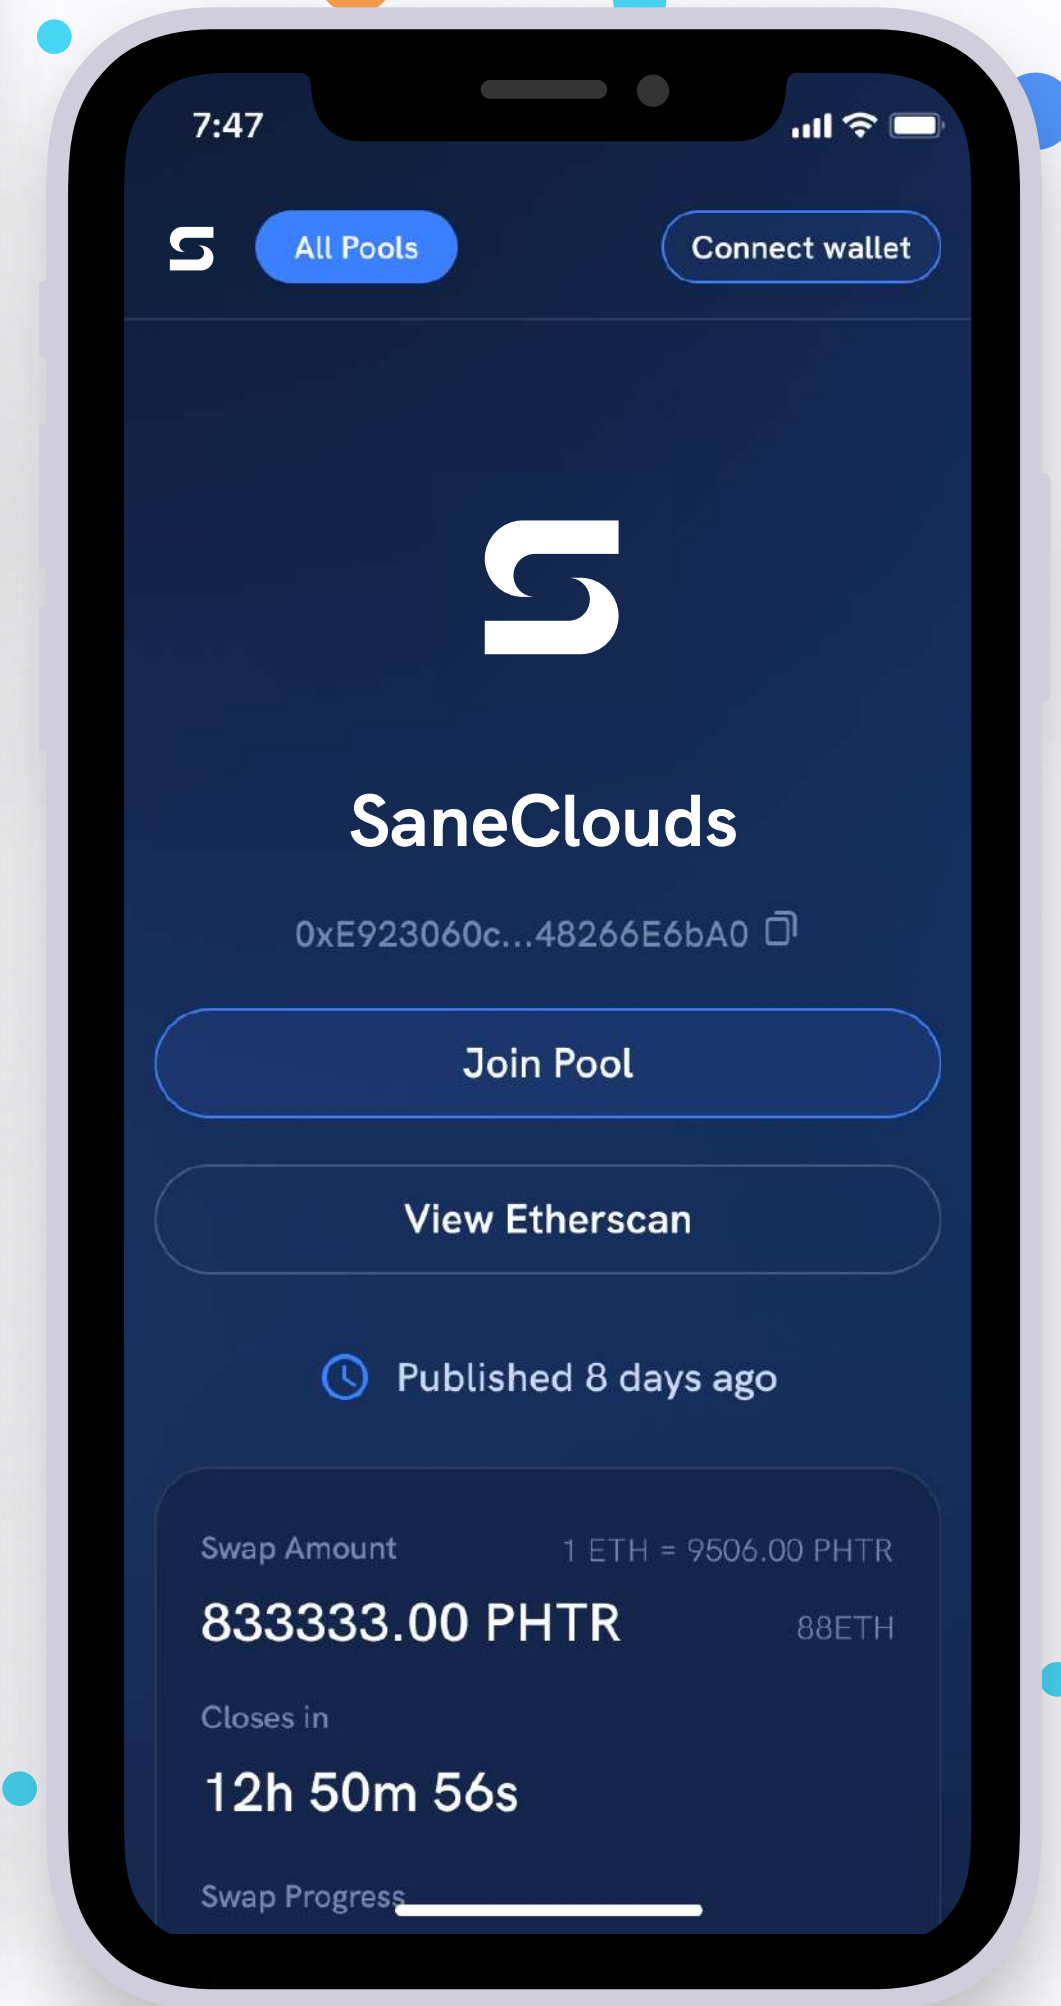 7:47
All Pools
Connect wallet
SaneClouds
0xE923060c...48266E6bA0
Join Pool
View Etherscan
Published 8 days ago
Swap Amount
1 ETH = 9506.00 PHTR
833333.00 PHTR
88ETH
Closes in
12h 50m 56s
Swap Progress